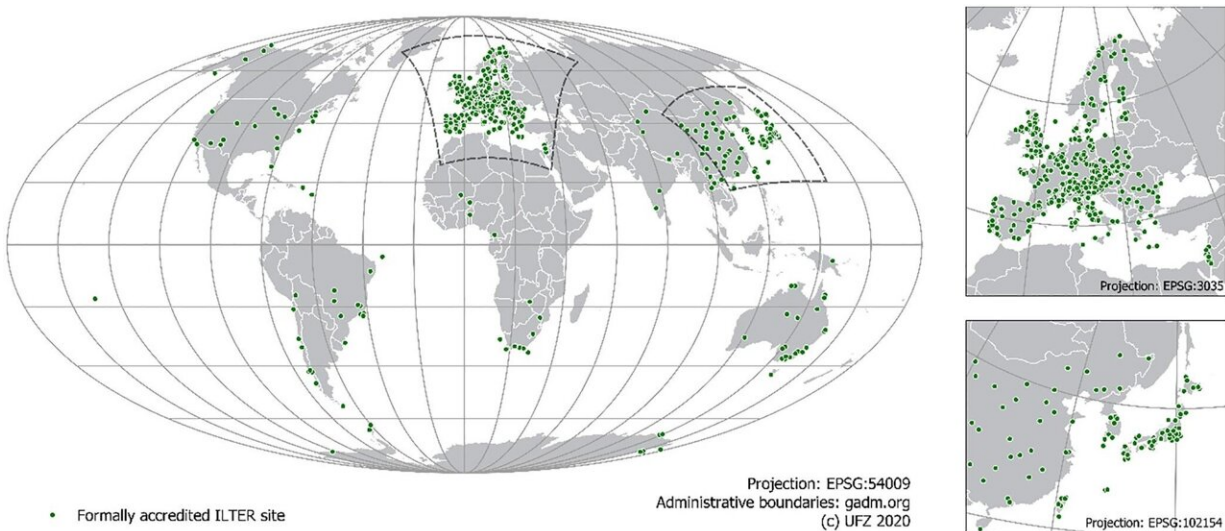 Projection: EPSG:3035
Projection: EPSG:54009
Administrative boundaries: gadm.org
(c) UFZ 2020
Formally accredited ILTER site
Projection: EPSG:102154